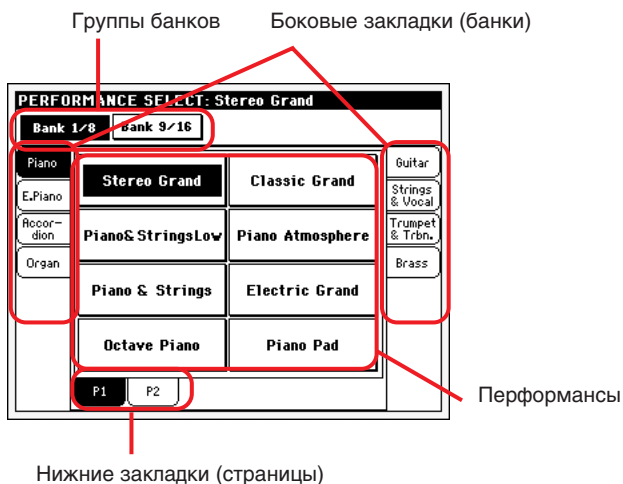 Группы банков
Боковые закладки (банки)
PERFORMANCE SELECT: Stereo Grand
Bank 1/8 Bank 9/16
Piano
E.Piano
Accor-
dion
Organ
Stereo Grand Classic Grand
Piano&StringsLow Piano Atmosphere
Piano & Strings Electric Grand
Octave Piano Piano Pad
Guitar
Strings
& Vocal
Trumpet
& Trbn.
Brass
P1 P2
Перформансы
Нижние закладки (страницы)